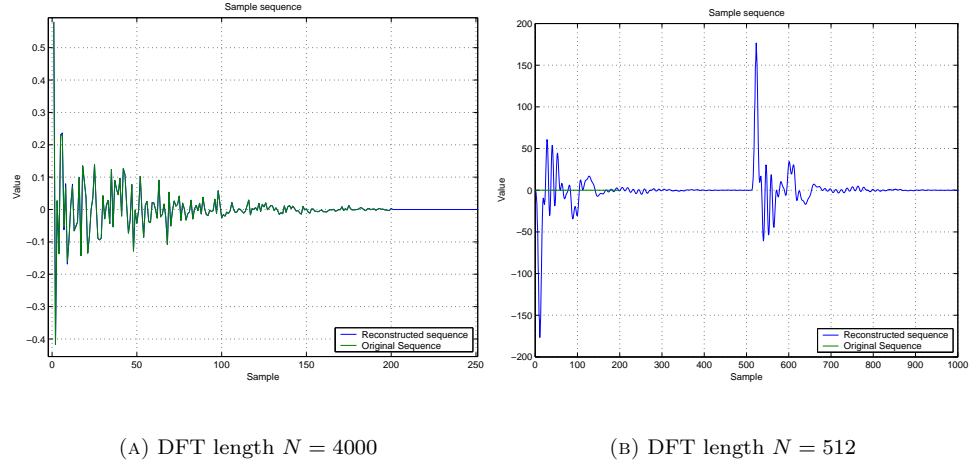 Sample sequence
0.5
0.4
0.3
0.2
0.1
0
−0.1
−0.2
−0.3
−0.4
Value
Reconstructed sequence
Original Sequence
0 50 100 150 200 250
Sample
Sample sequence
200
150
100
50
0
−50
−100
−150
−200
Value
Reconstructed sequence
Original Sequence
0 100 200 300 400 500 600 700 800 900 1000
Sample
(A) DFT length N = 4000
(B) DFT length N = 512